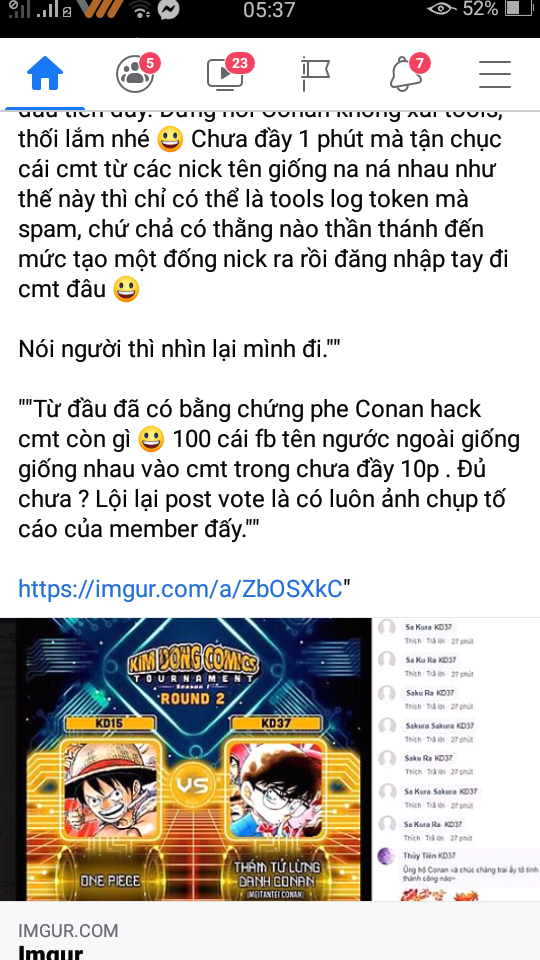 05:37
52%
5
23
7
đầu tiên đây. Đừng nói Conan không xài tools,
thối lắm nhé 😀 Chưa đầy 1 phút mà tận chục
cái cmt từ các nick tên giống na ná nhau như
thế này thì chỉ có thể là tools log token mà
spam, chứ chả có thằng nào thần thánh đến
mức tạo một đống nick ra rồi đăng nhập tay đi
cmt đâu 😀
Nói người thì nhìn lại mình đi.""
""Từ đầu đã có bằng chứng phe Conan hack
cmt còn gì 😀 100 cái fb tên ngước ngoài giống
giống nhau vào cmt trong chưa đầy 10p . Đủ
chưa ? Lội lại post vote là có luôn ảnh chụp tố
cáo của member đấy.""
https://imgur.com/a/ZbOSXkC"
KIM DONG COMICS
TOURNAMENT
Season 1
ROUND 2
KD15
KD37
VS
ONE PIECE
THÁM TỬ LỪNG
DANH CONAN
(MEITANTEI CONAN)
Sa Kura KD37
Thích · Trả lời · 27 phút
Sa Ku Ra KD37
Thích · Trả lời · 27 phút
Saku Ra KD37
Thích · Trả lời · 27 phút
Sakura Sakura KD37
Thích · Trả lời · 27 phút
Saku Ra KD37
Thích · Trả lời · 27 phút
Sa Kura Sakura KD37
Thích · Trả lời · 27 phút
Sa Kura Ra KD37
Thích · Trả lời · 27 phút
Thủy Tiên KD37
Ủng hộ Conan và chúc chàng trai ấy tỏ tình
thành công nào~
IMGUR.COM
Imgur